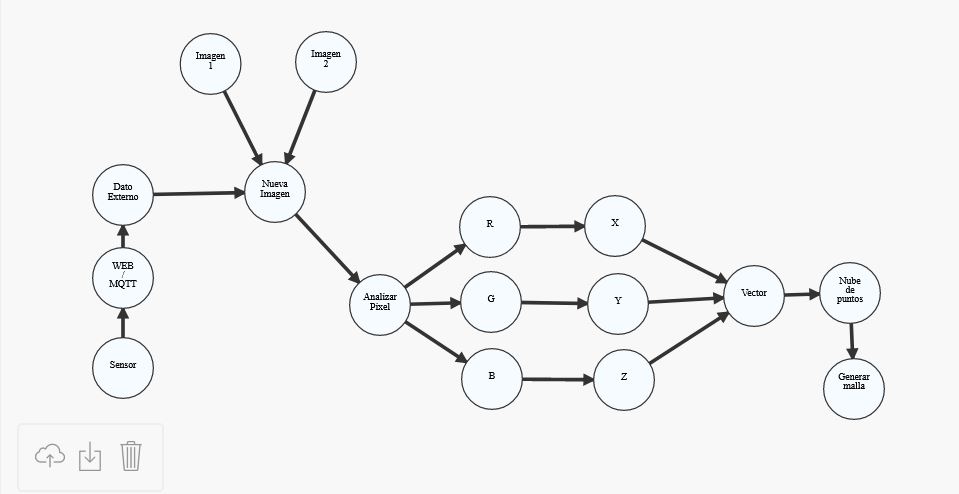 Imagen
1
Imagen
2
Dato
Externo
Nueva
Imagen
WEB
/
MQTT
Sensor
Analizar
Pixel
R
X
G
Y
B
Z
Vector
Nube
de
puntos
Generar
malla